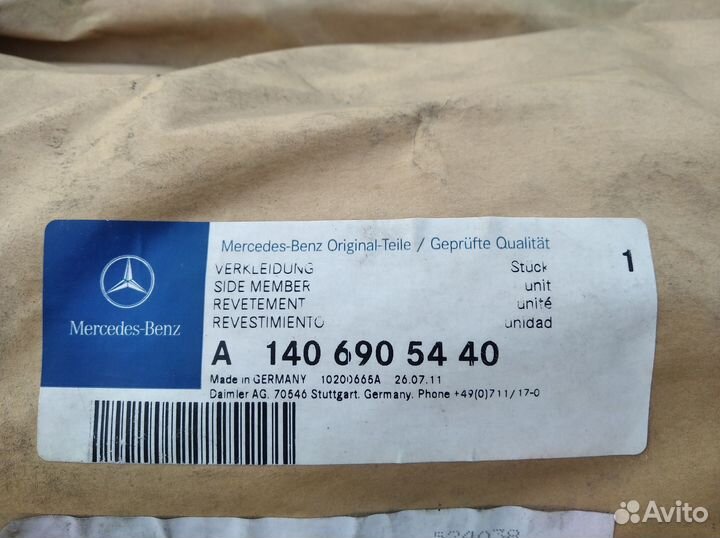 Mercedes-Benz Original-Teile / Geprüfte Qualität
VERKLEIDUNG Stuck 1
SIDE MEMBER unit
REVETEMENT unité
REVESTIMIENTO unidad
Mercedes-Benz
A 140 690 54 40
Made in GERMANY 10200665A 26.07.11
Daimler AG, 70546 Stuttgart, Germany, Phone +49(0)711/17-0
Avito